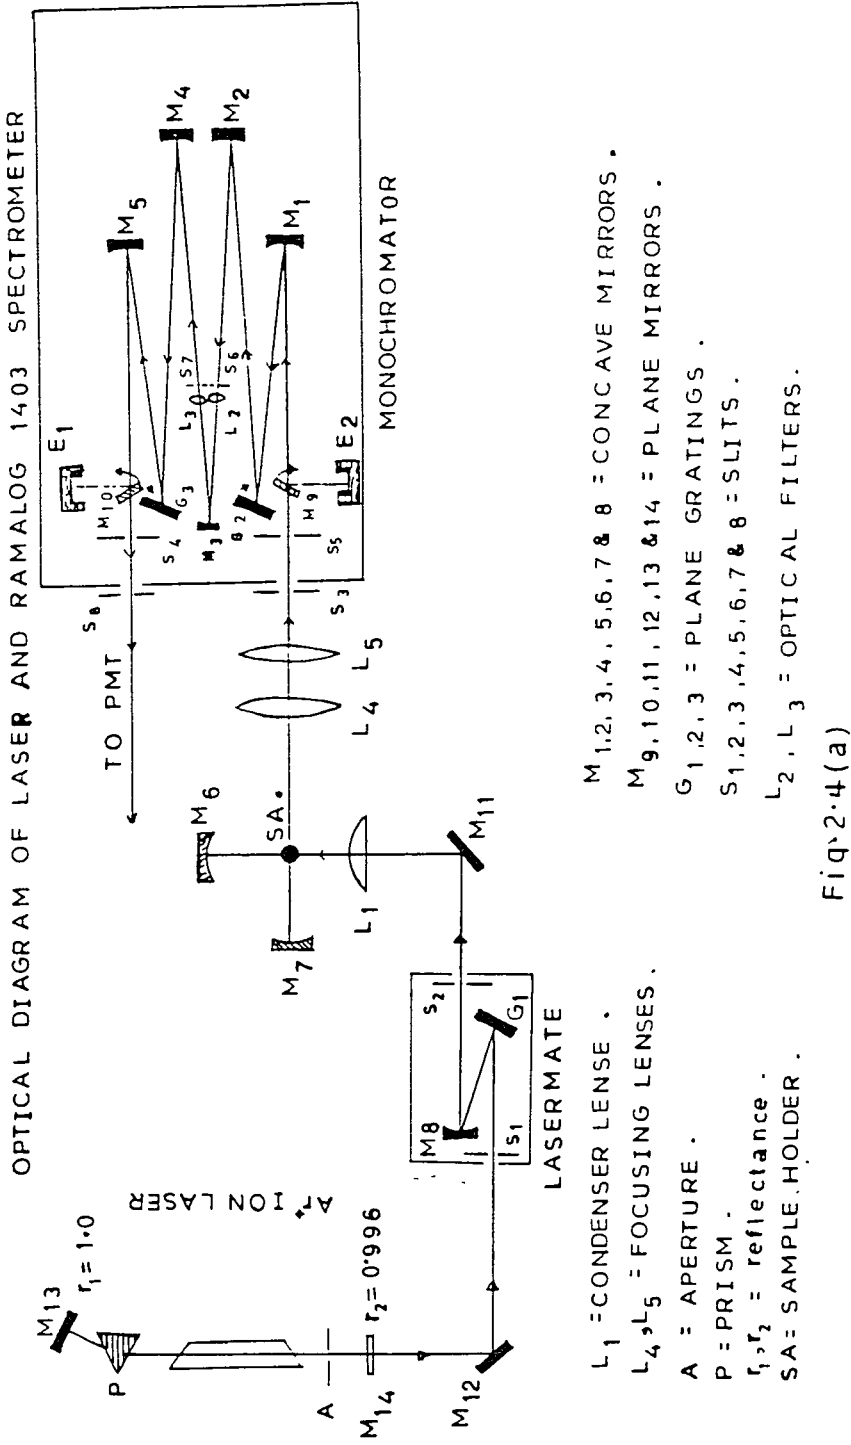 OPTICAL DIAGRAM OF LASER AND RAMALOG 1403 SPECTROMETER
M13
r1 = 1·0
P
Ar+ ION LASER
A
M14
r2 = 0·996
M12
LASERMATE
M8
S1
S2
G1
M11
L1
M7
M6
SA.
L4
L5
TO PMT
S8
S3
S4
S5
M10
M9
E1
E2
G3
M3
L3
L2
S7
S6
M5
M4
M2
M1
MONOCHROMATOR
L1 = CONDENSER LENSE .
L4, L5 = FOCUSING LENSES.
A = APERTURE .
P = PRISM .
r1, r2 = reflectance .
SA = SAMPLE. HOLDER .
M1,2,3,4,5,6,7 & 8 = CONCAVE MIRRORS .
M9,10,11,12,13 &14 = PLANE MIRRORS .
G1,2,3 = PLANE GRATINGS .
S1,2,3,4,5,6,7 & 8 = SLITS .
L2, L3 = OPTICAL FILTERS.
Fig·2·4(a)